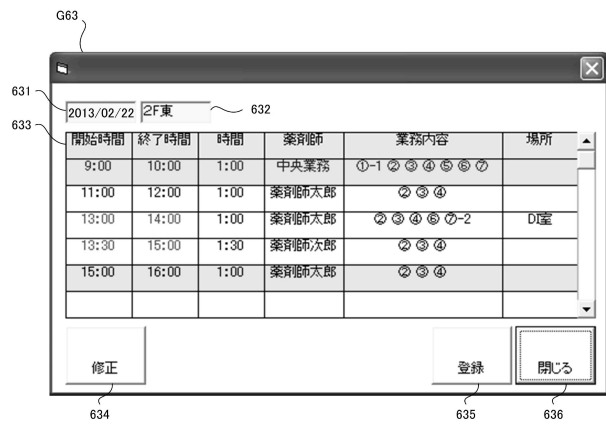 G63
631
2013/02/22 2F東 632
633
開始時間 終了時間 時間 薬剤師 業務内容 場所
9:00 10:00 1:00 中央業務 ①-1 ② ③ ④ ⑤ ⑥ ⑦
11:00 12:00 1:00 薬剤師太郎 ② ③ ④
13:00 14:00 1:00 薬剤師太郎 ② ③ ④ ⑥ ⑦-2 DI室
13:30 15:00 1:30 薬剤師次郎 ② ③ ④
15:00 16:00 1:00 薬剤師太郎 ② ③ ④
修正 登録 閉じる
634 635 636